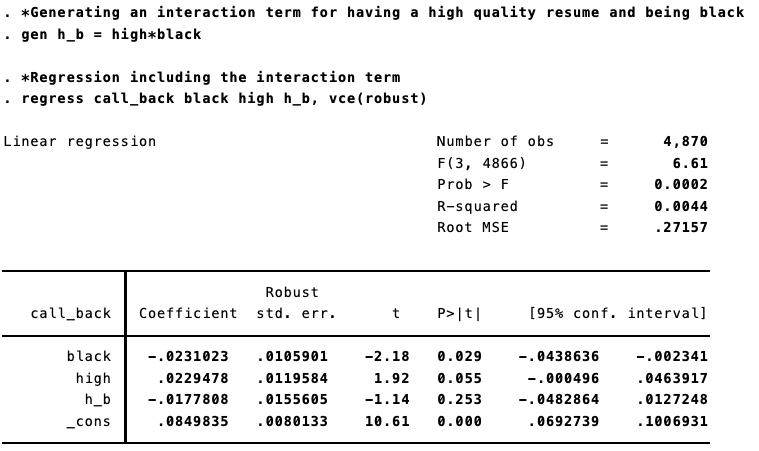 . *Generating an interaction term for having a high quality resume and being black
. gen h_b = high*black
. *Regression including the interaction term
. regress call_back black high h_b, vce(robust)
Linear regression Number of obs = 4,870
F(3, 4866) = 6.61
Prob > F = 0.0002
R-squared = 0.0044
Root MSE = .27157
Robust
call_back Coefficient std. err. t P>|t| [95% conf. interval]
black -.0231023 .0105901 -2.18 0.029 -.0438636 -.002341
high .0229478 .0119584 1.92 0.055 -.000496 .0463917
h_b -.0177808 .0155605 -1.14 0.253 -.0482864 .0127248
_cons .0849835 .0080133 10.61 0.000 .0692739 .1006931